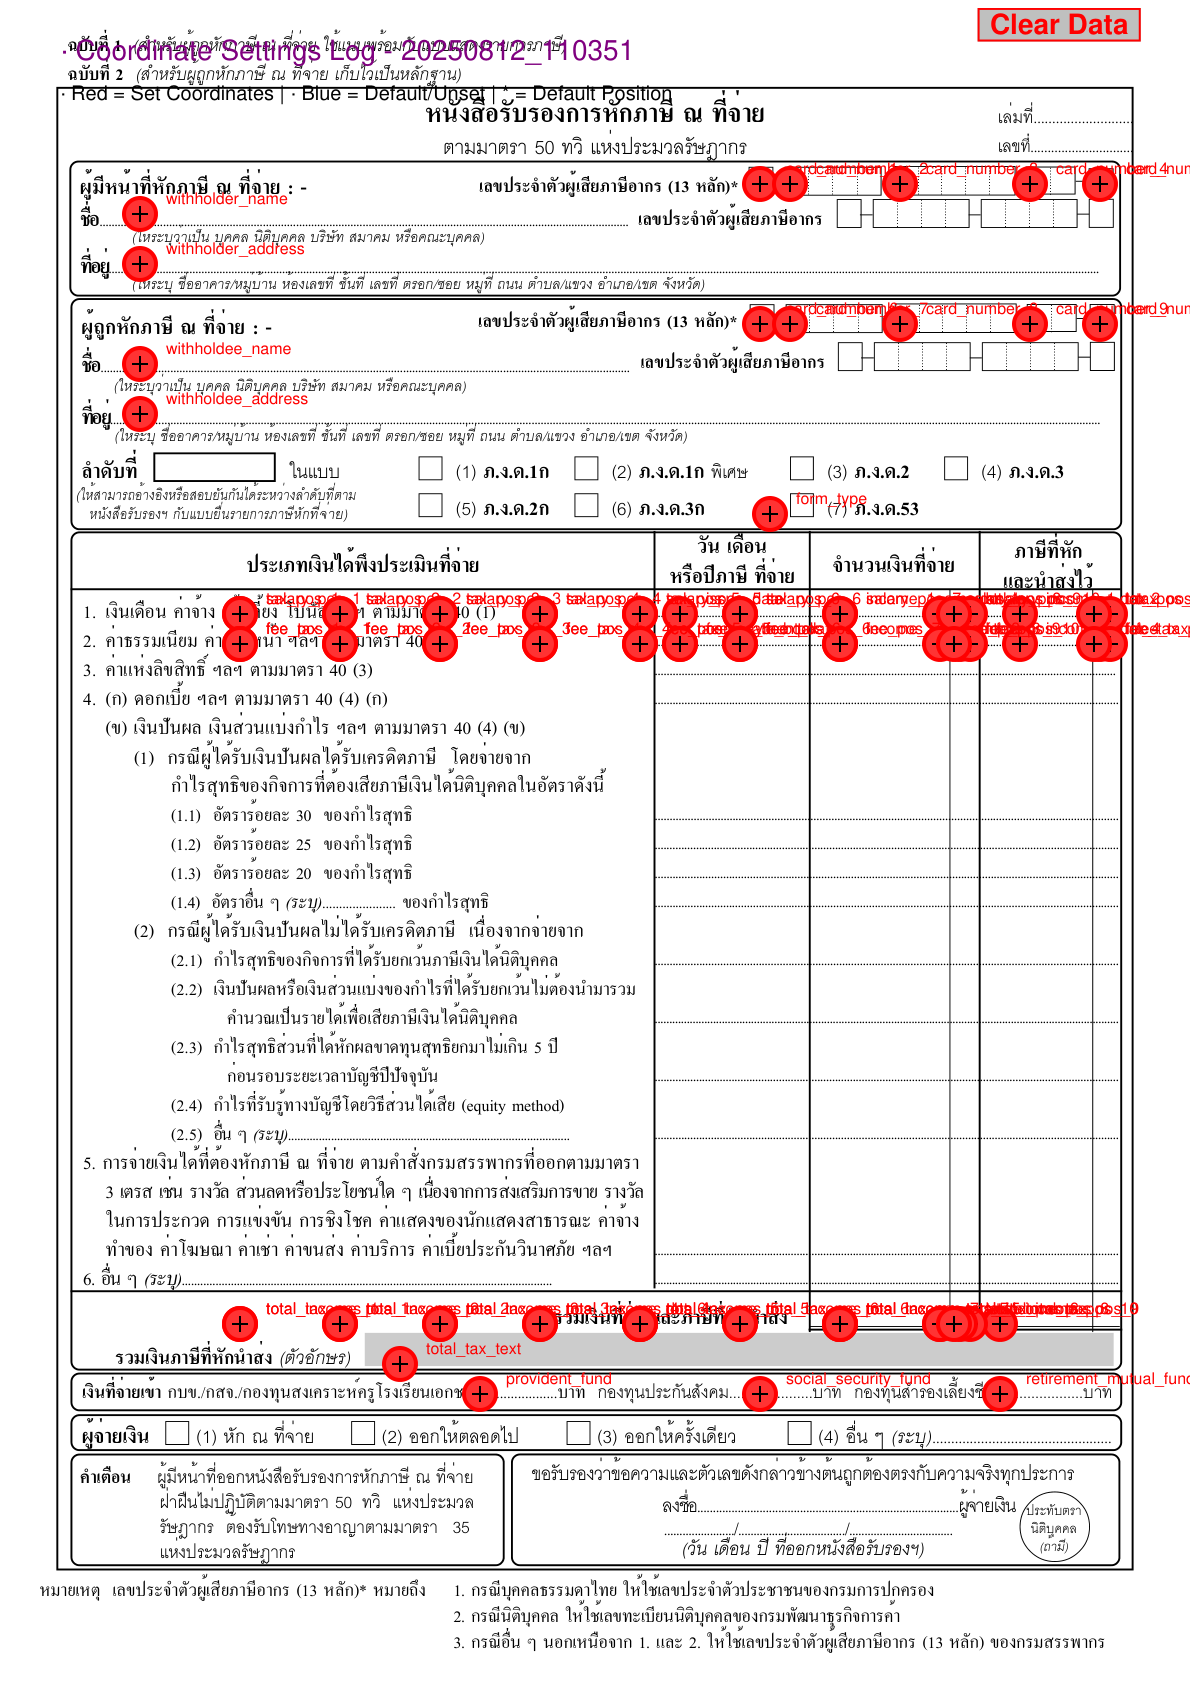 Clear Data
ฉบับที่ 1 (สำหรับผู้ถูกหักภาษี ณ ที่จ่าย ใช้แนบพร้อมกับแบบแสดงรายการภาษี)
· Coordinate Settings Log - 20250812_110351
ฉบับที่ 2 (สำหรับผู้ถูกหักภาษี ณ ที่จ่าย เก็บไว้เป็นหลักฐาน)
· Red = Set Coordinates | · Blue = Default/Unset | * = Default Position
หนังสือรับรองการหักภาษี ณ ที่จ่าย
เล่มที่
ตามมาตรา 50 ทวิ แห่งประมวลรัษฎากร
เลขที่
ผู้มีหน้าที่หักภาษี ณ ที่จ่าย : -
เลขประจำตัวผู้เสียภาษีอากร (13 หลัก)*
withholder_name
ชื่อ
เลขประจำตัวผู้เสียภาษีอากร
(ให้ระบุว่าเป็น บุคคล นิติบุคคล บริษัท สมาคม หรือคณะบุคคล)
withholder_address
ที่อยู่
(ให้ระบุ ชื่ออาคาร/หมู่บ้าน ห้องเลขที่ ชั้นที่ เลขที่ ตรอก/ซอย หมู่ที่ ถนน ตำบล/แขวง อำเภอ/เขต จังหวัด)
ผู้ถูกหักภาษี ณ ที่จ่าย : -
เลขประจำตัวผู้เสียภาษีอากร (13 หลัก)*
withholdee_name
ชื่อ
เลขประจำตัวผู้เสียภาษีอากร
(ให้ระบุว่าเป็น บุคคล นิติบุคคล บริษัท สมาคม หรือคณะบุคคล)
withholdee_address
ที่อยู่
(ให้ระบุ ชื่ออาคาร/หมู่บ้าน ห้องเลขที่ ชั้นที่ เลขที่ ตรอก/ซอย หมู่ที่ ถนน ตำบล/แขวง อำเภอ/เขต จังหวัด)
ลำดับที่ ในแบบ (1) ภ.ง.ด.1ก (2) ภ.ง.ด.1ก พิเศษ (3) ภ.ง.ด.2 (4) ภ.ง.ด.3
(ให้สามารถอ้างอิงหรือสอบยันกันได้ระหว่างลำดับที่ตาม
หนังสือรับรองฯ กับแบบยื่นรายการภาษีหักที่จ่าย)
(5) ภ.ง.ด.2ก (6) ภ.ง.ด.3ก form_type (7) ภ.ง.ด.53
ประเภทเงินได้พึงประเมินที่จ่าย
วัน เดือน
หรือปีภาษี ที่จ่าย
จำนวนเงินที่จ่าย
ภาษีที่หัก
และนำส่งไว้
1. เงินเดือน ค่าจ้าง ตามมาตรา 40 (1)
2. ค่าธรรมเนียม ฯลฯ
3. ค่าแห่งลิขสิทธิ์ ฯลฯ ตามมาตรา 40 (3)
4. (ก) ดอกเบี้ย ฯลฯ ตามมาตรา 40 (4) (ก)
(ข) เงินปันผล เงินส่วนแบ่งกำไร ฯลฯ ตามมาตรา 40 (4) (ข)
(1) กรณีผู้ได้รับเงินปันผลได้รับเครดิตภาษี โดยจ่ายจาก
กำไรสุทธิของกิจการที่ต้องเสียภาษีเงินได้นิติบุคคลในอัตราดังนี้
(1.1) อัตราร้อยละ 30 ของกำไรสุทธิ
(1.2) อัตราร้อยละ 25 ของกำไรสุทธิ
(1.3) อัตราร้อยละ 20 ของกำไรสุทธิ
(1.4) อัตราอื่น ๆ (ระบุ)...................... ของกำไรสุทธิ
(2) กรณีผู้ได้รับเงินปันผลไม่ได้รับเครดิตภาษี เนื่องจากจ่ายจาก
(2.1) กำไรสุทธิของกิจการที่ได้รับยกเว้นภาษีเงินได้นิติบุคคล
(2.2) เงินปันผลหรือเงินส่วนแบ่งของกำไรที่ได้รับยกเว้นไม่ต้องนำมารวม
คำนวณเป็นรายได้เพื่อเสียภาษีเงินได้นิติบุคคล
(2.3) กำไรสุทธิส่วนที่ได้หักผลขาดทุนสุทธิยกมาไม่เกิน 5 ปี
ก่อนรอบระยะเวลาบัญชีปีปัจจุบัน
(2.4) กำไรที่รับรู้ทางบัญชีโดยวิธีส่วนได้เสีย (equity method)
(2.5) อื่น ๆ (ระบุ)
5. การจ่ายเงินได้ที่ต้องหักภาษี ณ ที่จ่าย ตามคำสั่งกรมสรรพากรที่ออกตามมาตรา
3 เตรส เช่น รางวัล ส่วนลดหรือประโยชน์ใด ๆ เนื่องจากการส่งเสริมการขาย รางวัล
ในการประกวด การแข่งขัน การชิงโชค ค่าแสดงของนักแสดงสาธารณะ ค่าจ้าง
ทำของ ค่าโฆษณา ค่าเช่า ค่าขนส่ง ค่าบริการ ค่าเบี้ยประกันวินาศภัย ฯลฯ
6. อื่น ๆ (ระบุ)
total_tax_text
รวมเงินภาษีที่หักนำส่ง (ตัวอักษร)
provident_fund social_security_fund retirement_mutual_fund
เงินที่จ่ายเข้า กบข./กสจ./กองทุนสงเคราะห์ครูโรงเรียนเอกชน บาท กองทุนประกันสังคม บาท กองทุนสำรองเลี้ยงชีพ บาท
ผู้จ่ายเงิน (1) หัก ณ ที่จ่าย (2) ออกให้ตลอดไป (3) ออกให้ครั้งเดียว (4) อื่น ๆ (ระบุ)
คำเตือน ผู้มีหน้าที่ออกหนังสือรับรองการหักภาษี ณ ที่จ่าย
ฝ่าฝืนไม่ปฏิบัติตามมาตรา 50 ทวิ แห่งประมวล
รัษฎากร ต้องรับโทษทางอาญาตามมาตรา 35
แห่งประมวลรัษฎากร
ขอรับรองว่าข้อความและตัวเลขดังกล่าวข้างต้นถูกต้องตรงกับความจริงทุกประการ
ลงชื่อ ผู้จ่ายเงิน
(วัน เดือน ปี ที่ออกหนังสือรับรองฯ)
ประทับตรา
นิติบุคคล
(ถ้ามี)
หมายเหตุ เลขประจำตัวผู้เสียภาษีอากร (13 หลัก)* หมายถึง 1. กรณีบุคคลธรรมดาไทย ให้ใช้เลขประจำตัวประชาชนของกรมการปกครอง
2. กรณีนิติบุคคล ให้ใช้เลขทะเบียนนิติบุคคลของกรมพัฒนาธุรกิจการค้า
3. กรณีอื่น ๆ นอกเหนือจาก 1. และ 2. ให้ใช้เลขประจำตัวผู้เสียภาษีอากร (13 หลัก) ของกรมสรรพากร